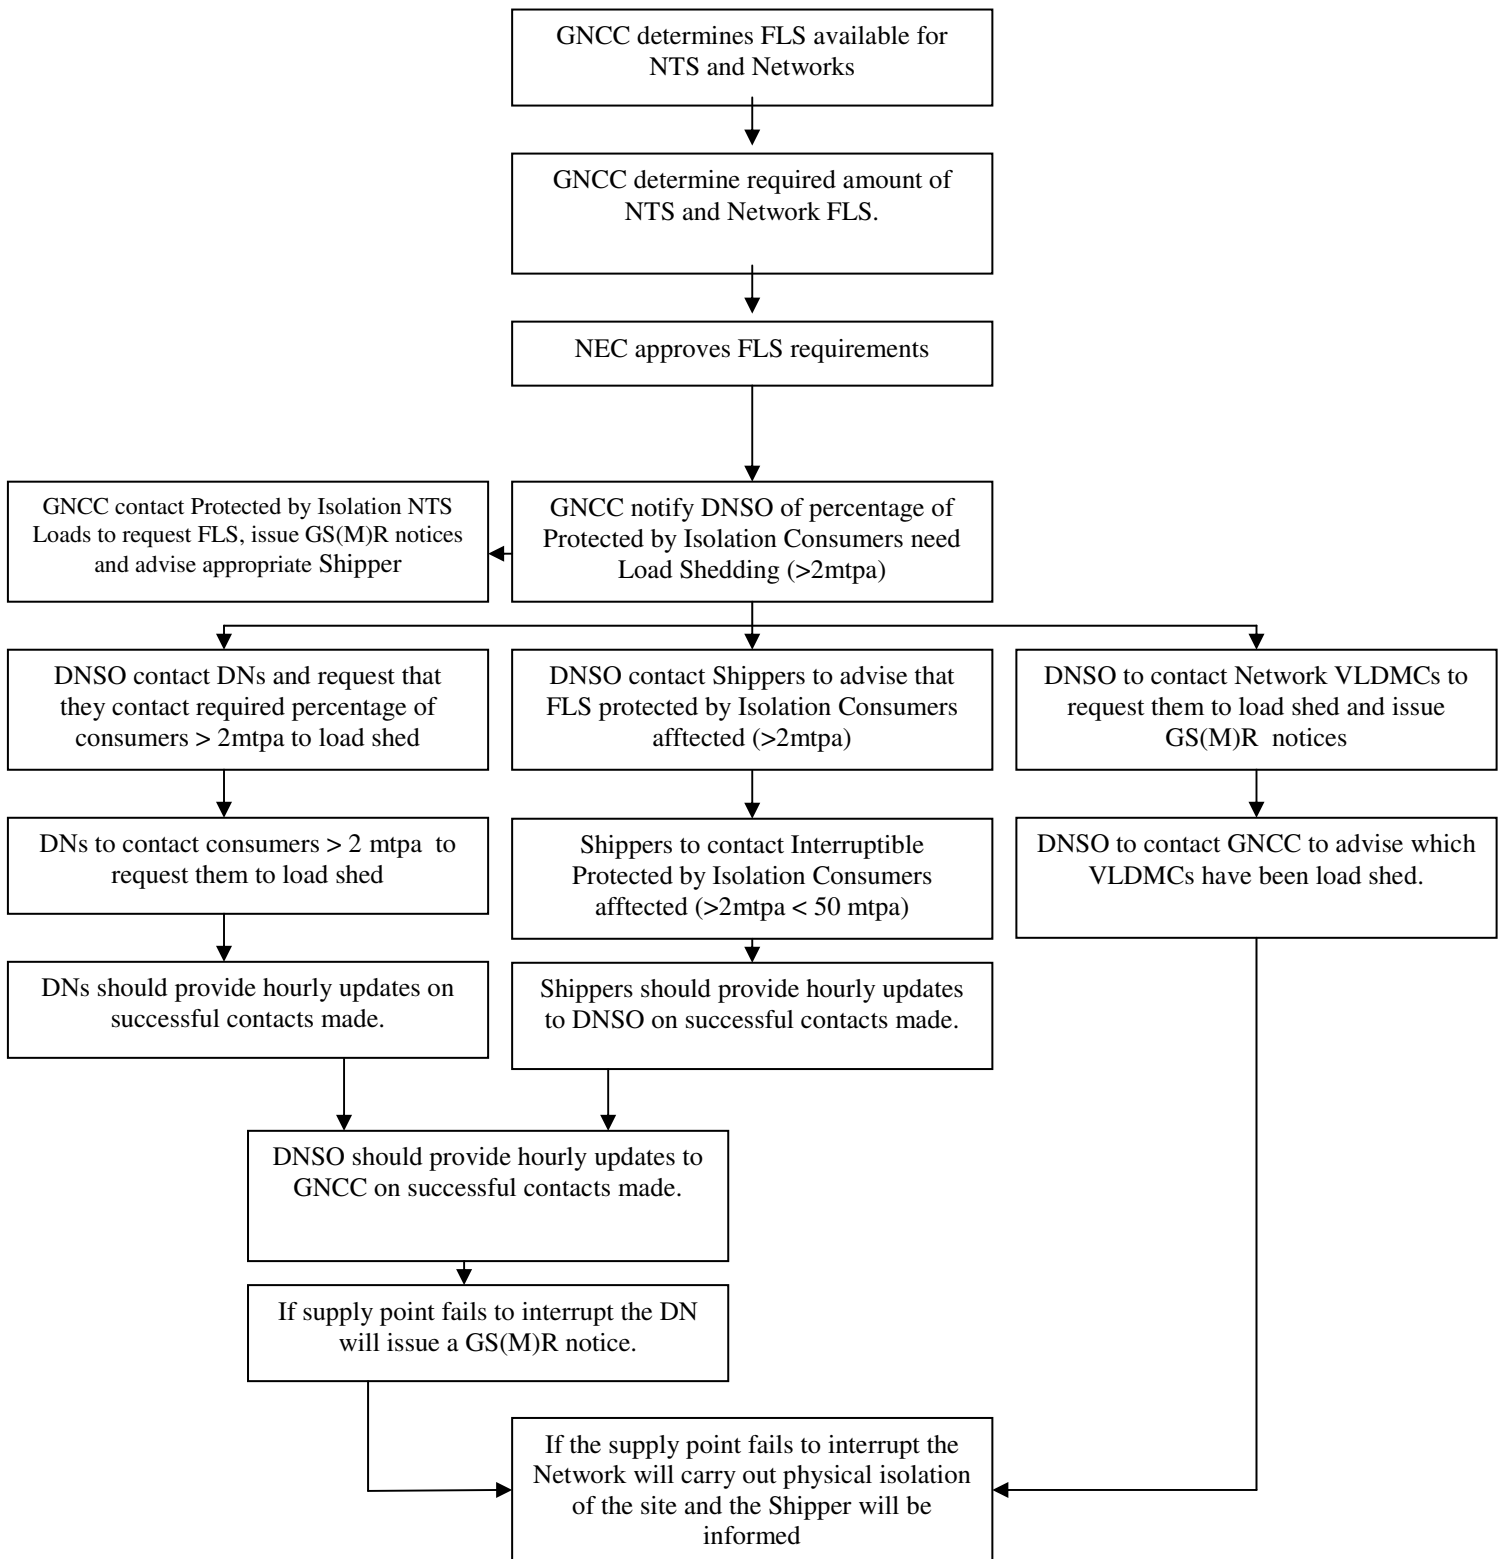 GNCC determines FLS available for
NTS and Networks
GNCC determine required amount of
NTS and Network FLS.
NEC approves FLS requirements
GNCC contact Protected by Isolation NTS
Loads to request FLS, issue GS(M)R notices
and advise appropriate Shipper
GNCC notify DNSO of percentage of
Protected by Isolation Consumers need
Load Shedding (>2mtpa)
DNSO contact DNs and request that
they contact required percentage of
consumers > 2mtpa to load shed
DNSO contact Shippers to advise that
FLS protected by Isolation Consumers
afftected (>2mtpa)
DNSO to contact Network VLDMCs to
request them to load shed and issue
GS(M)R notices
DNs to contact consumers > 2 mtpa to
request them to load shed
Shippers to contact Interruptible
Protected by Isolation Consumers
afftected (>2mtpa < 50 mtpa)
DNSO to contact GNCC to advise which
VLDMCs have been load shed.
DNs should provide hourly updates on
successful contacts made.
Shippers should provide hourly updates
to DNSO on successful contacts made.
DNSO should provide hourly updates to
GNCC on successful contacts made.
If supply point fails to interrupt the DN
will issue a GS(M)R notice.
If the supply point fails to interrupt the
Network will carry out physical isolation
of the site and the Shipper will be
informed